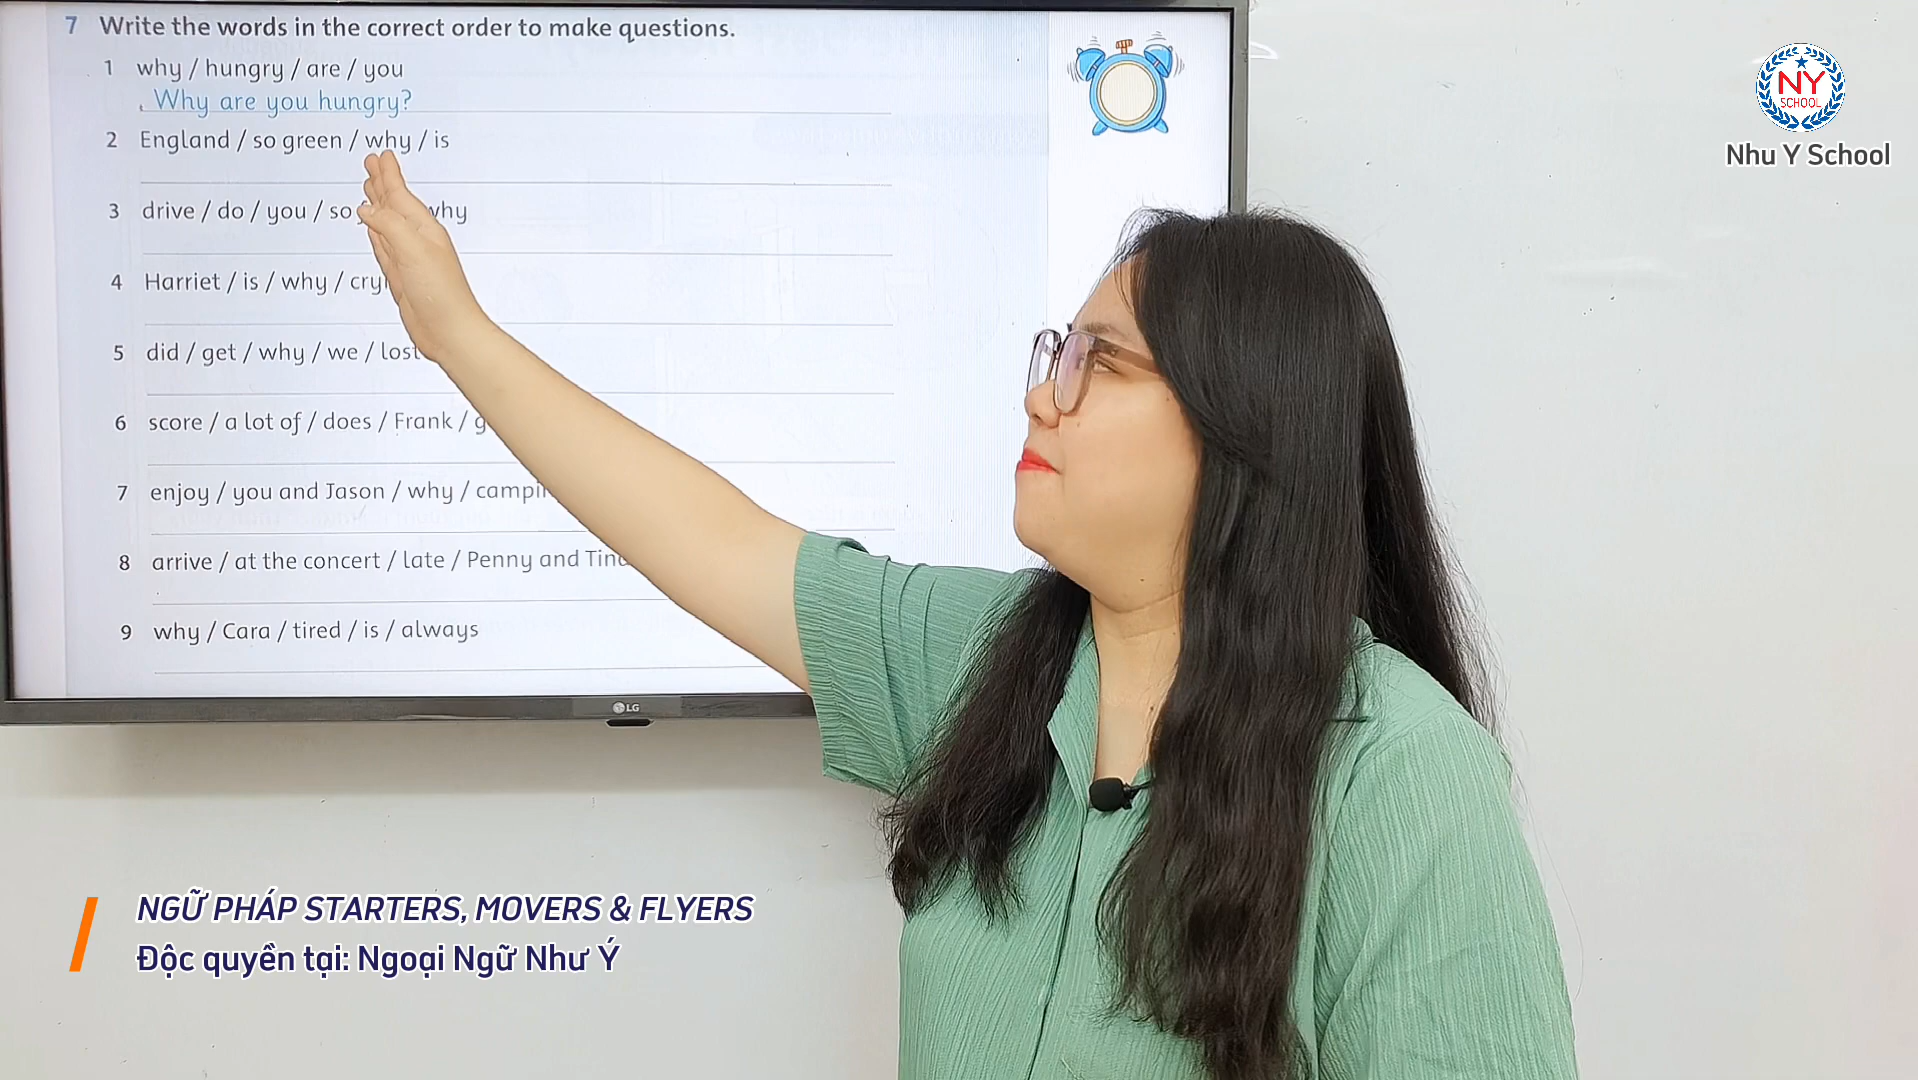 7 Write the words in the correct order to make questions.
1 why / hungry / are / you
Why are you hungry?
2 England / so green / why / is
3 drive / do / you / so why
4 Harriet / is / why /
5 did / get / why / we / lost
6 score / a lot of / does / Frank /
7 enjoy / you and Jason / why /
8 arrive / at the concert / late / Penny and
9 why / Cara / tired / is / always
LG
NY
SCHOOL
Nhu Y School
NGỮ PHÁP STARTERS, MOVERS & FLYERS
Độc quyền tại: Ngoại Ngữ Như Ý